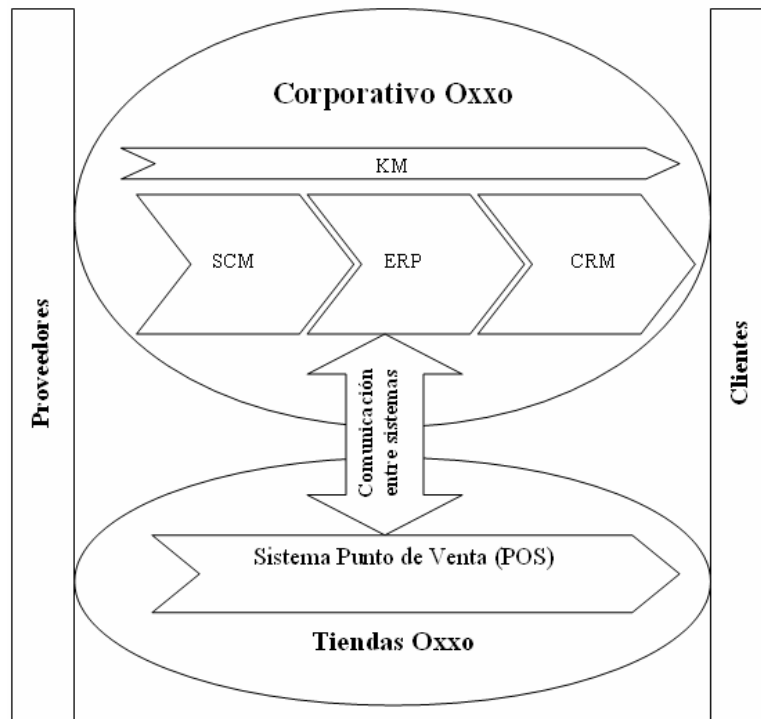 Corporativo Oxxo
KM
SCM
ERP
CRM
Proveedores
Clientes
Comunicación
entre sistemas
Sistema Punto de Venta (POS)
Tiendas Oxxo